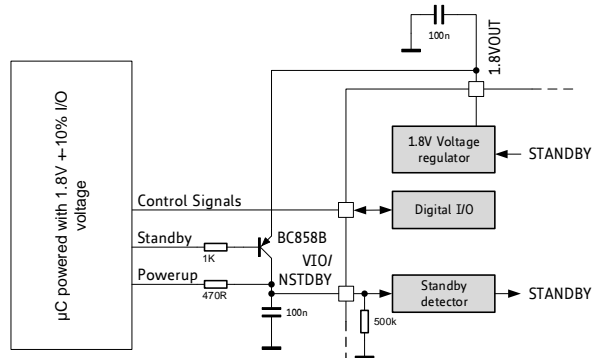 100n
1.8VOUT
µC powered with 1.8V +-10% I/O
voltage
1.8V Voltage
regulator
STANDBY
Control Signals
Digital I/O
Standby
1K
BC858B
VIO/
NSTDBY
Powerup
470R
Standby
detector
STANDBY
100n
500k